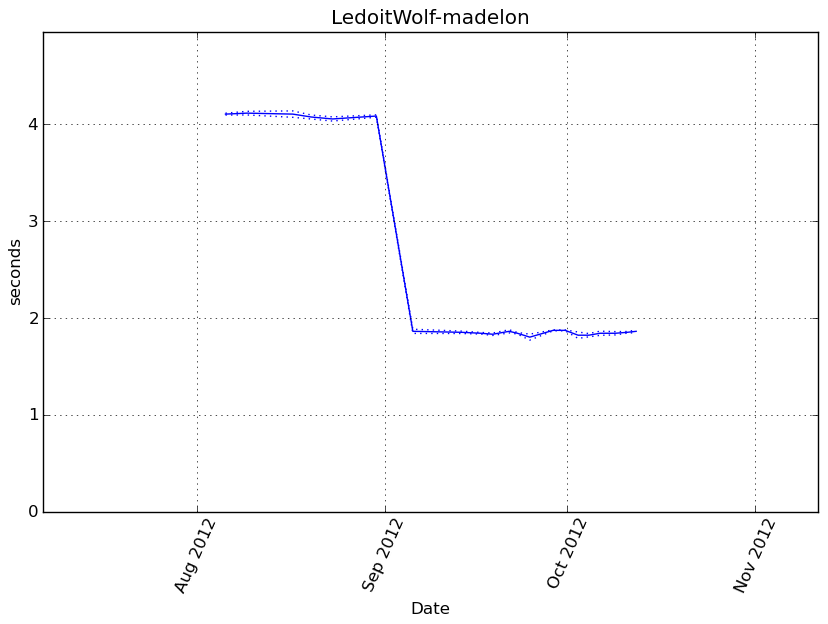 LedoitWolf-madelon
seconds
4
3
2
1
0
Aug 2012
Sep 2012
Oct 2012
Nov 2012
Date